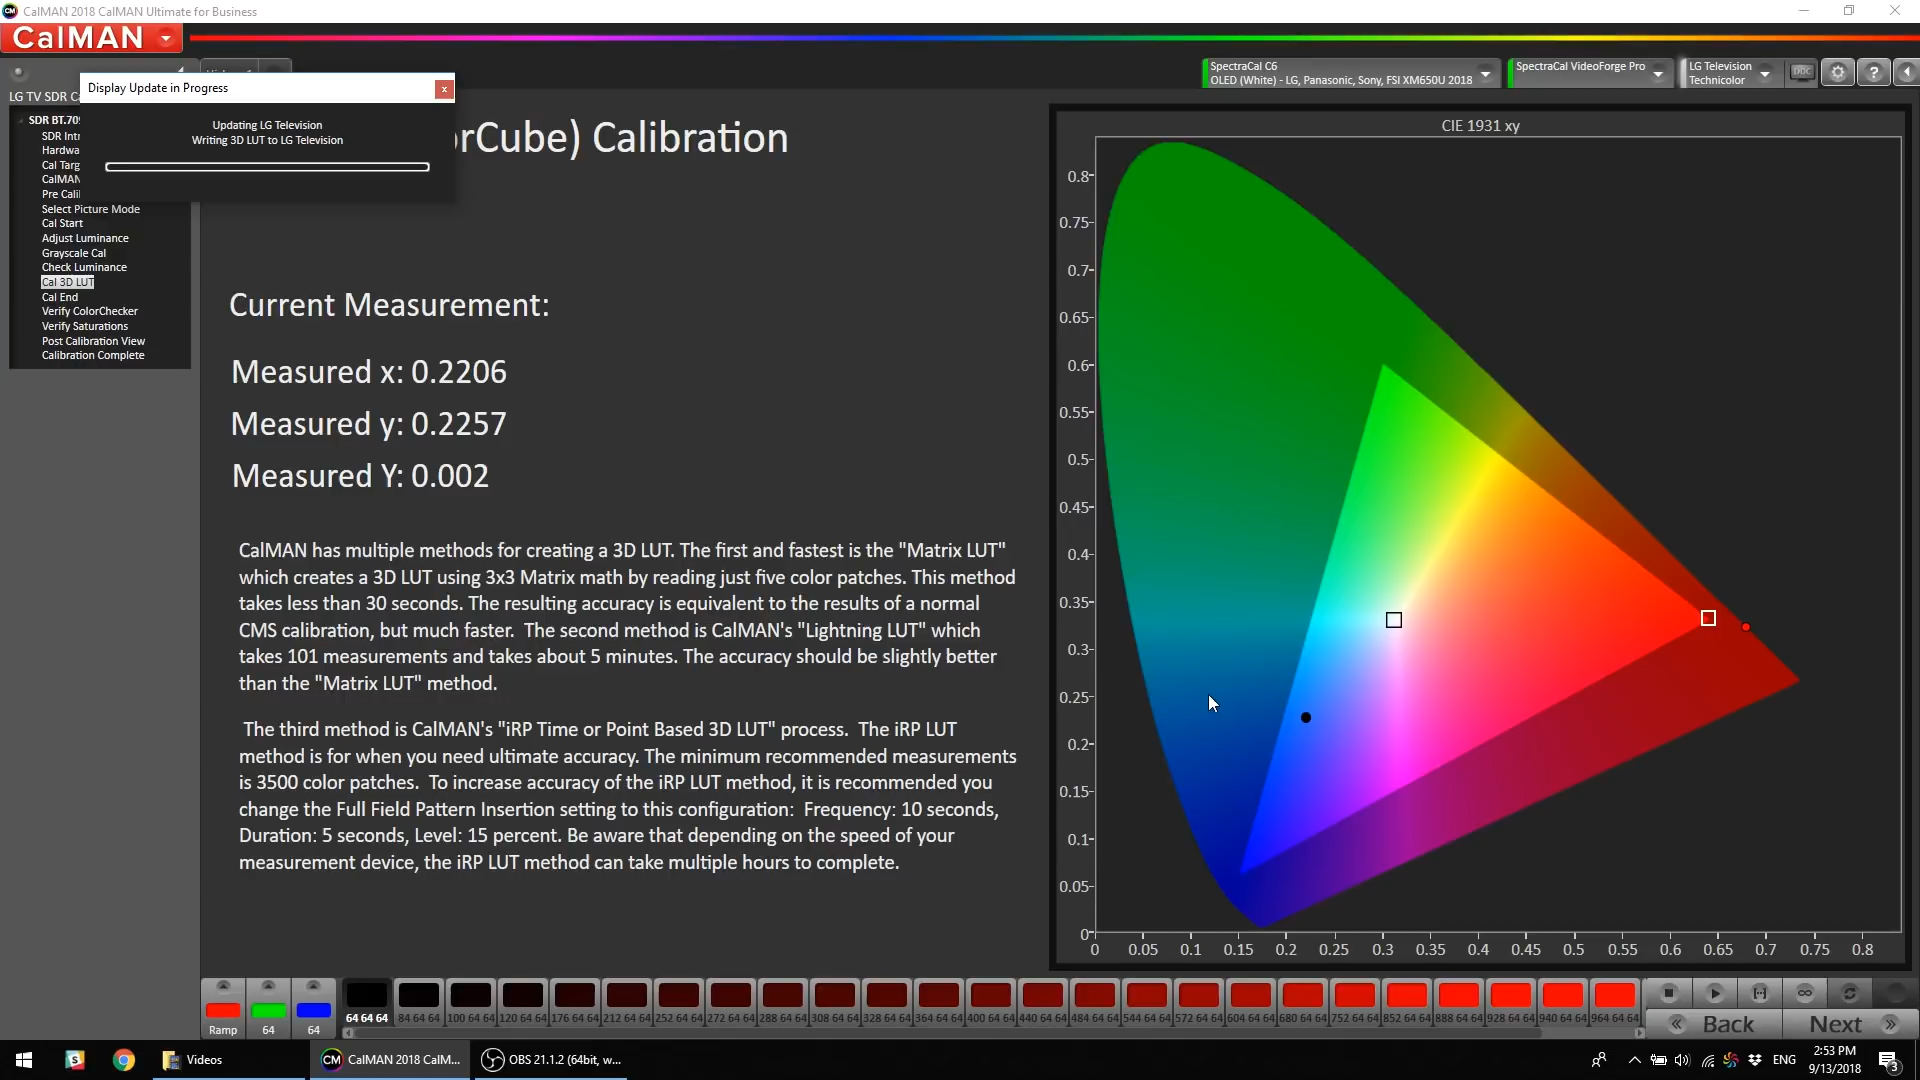 CalMAN 2018 CalMAN Ultimate for Business
CalMAN
SpectraCal C6
OLED (White) - LG, Panasonic, Sony, FSI XM650U 2018
SpectraCal VideoForge Pro
LG Television
Technicolor
DDC
?
LG TV SDR
Display Update in Progress
x
Updating LG Television
Writing 3D LUT to LG Television
SDR BT.709
SDR Intr
Hardwa
Cal Targ
CalMAN
Pre Cali
Select Picture Mode
Cal Start
Adjust Luminance
Grayscale Cal
Check Luminance
Cal 3D LUT
Cal End
Verify ColorChecker
Verify Saturations
Post Calibration View
Calibration Complete
orCube) Calibration
Current Measurement:
Measured x: 0.2206
Measured y: 0.2257
Measured Y: 0.002
CalMAN has multiple methods for creating a 3D LUT. The first and fastest is the "Matrix LUT"
which creates a 3D LUT using 3x3 Matrix math by reading just five color patches. This method
takes less than 30 seconds. The resulting accuracy is equivalent to the results of a normal
CMS calibration, but much faster.  The second method is CalMAN's "Lightning LUT" which
takes 101 measurements and takes about 5 minutes. The accuracy should be slightly better
than the "Matrix LUT" method.
The third method is CalMAN's "iRP Time or Point Based 3D LUT" process.  The iRP LUT
method is for when you need ultimate accuracy. The minimum recommended measurements
is 3500 color patches.  To increase accuracy of the iRP LUT method, it is recommended you
change the Full Field Pattern Insertion setting to this configuration:  Frequency: 10 seconds,
Duration: 5 seconds, Level: 15 percent. Be aware that depending on the speed of your
measurement device, the iRP LUT method can take multiple hours to complete.
CIE 1931 xy
0.8
0.75
0.7
0.65
0.6
0.55
0.5
0.45
0.4
0.35
0.3
0.25
0.2
0.15
0.1
0.05
0
0 0.05 0.1 0.15 0.2 0.25 0.3 0.35 0.4 0.45 0.5 0.55 0.6 0.65 0.7 0.75 0.8
Ramp 64 64
64 64 64 84 64 64 100 64 64 120 64 64 176 64 64 212 64 64 252 64 64 272 64 64 288 64 64 308 64 64 328 64 64 364 64 64 400 64 64 440 64 64 484 64 64 544 64 64 572 64 64 604 64 64 680 64 64 752 64 64 852 64 64 888 64 64 928 64 64 940 64 64 964 64 64
Back Next
Videos
CM CalMAN 2018 CalM...
OBS 21.1.2 (64bit, w...
ENG
2:53 PM
9/13/2018
3